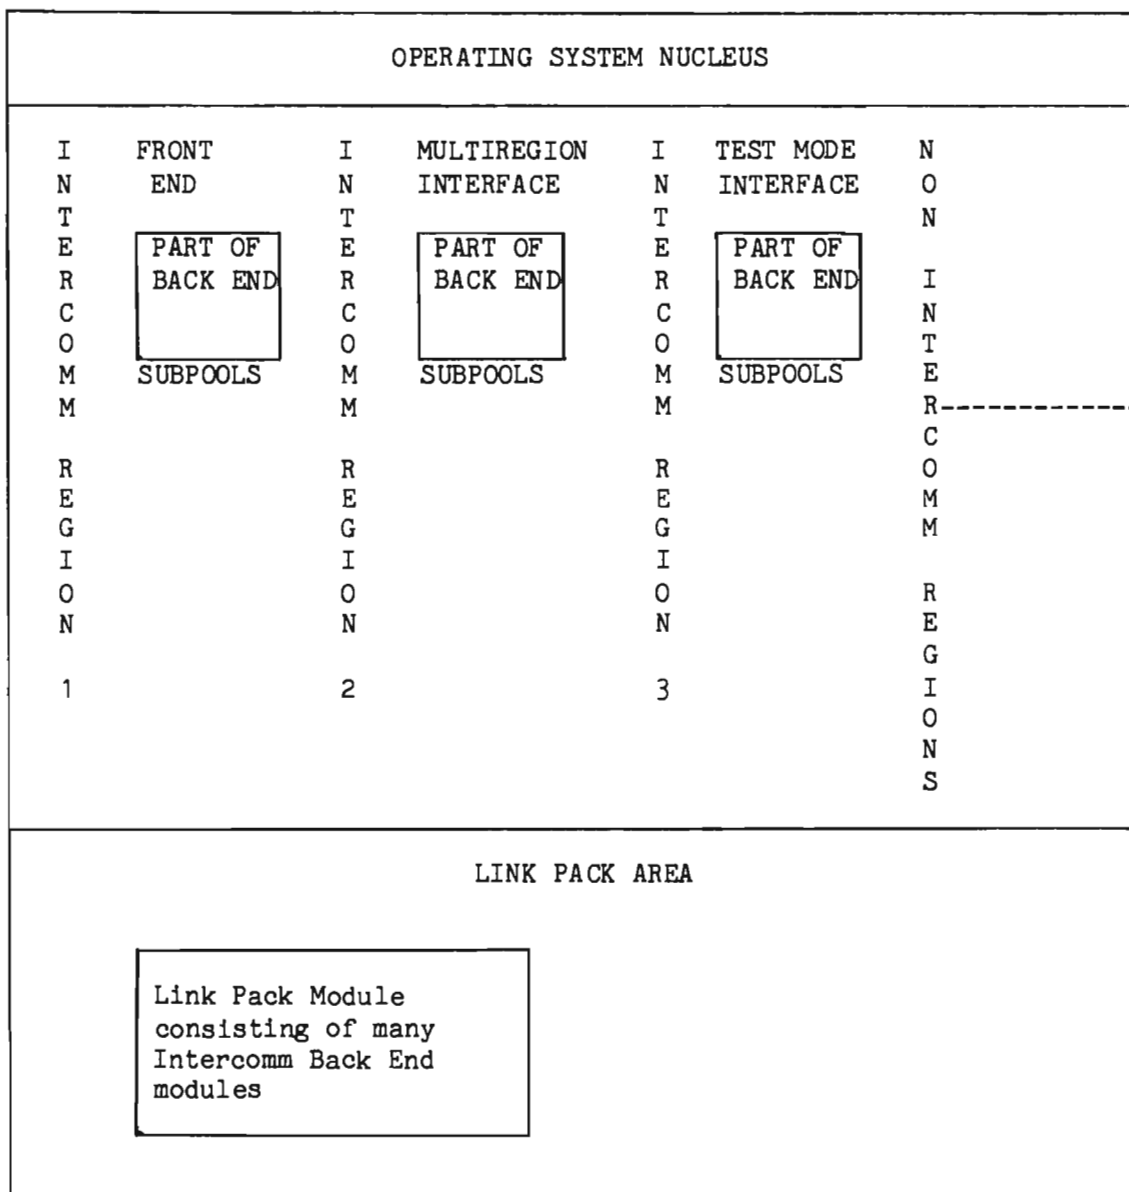 OPERATING SYSTEM NUCLEUS
INTERCOMM REGION 1
FRONT
END
PART OF
BACK END
SUBPOOLS
INTERCOMM REGION 2
MULTIREGION
INTERFACE
PART OF
BACK END
SUBPOOLS
INTERCOMM REGION 3
TEST MODE
INTERFACE
PART OF
BACK END
SUBPOOLS
NON INTERCOMM REGIONS
LINK PACK AREA
Link Pack Module
consisting of many
Intercomm Back End
modules